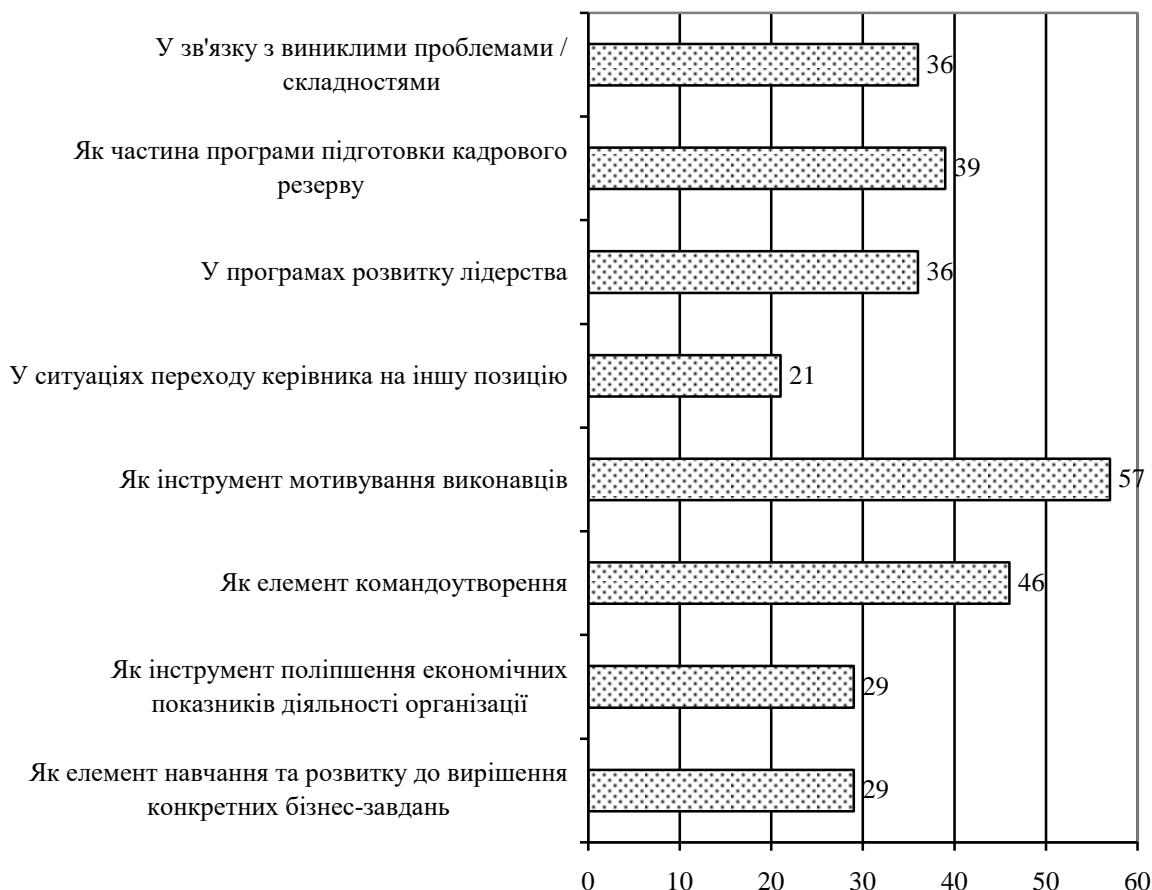 У зв'язку з виниклими проблемами /
складностями
36
Як частина програми підготовки кадрового
резерву
39
У програмах розвитку лідерства
36
У ситуаціях переходу керівника на іншу позицію
21
Як інструмент мотивування виконавців
57
Як елемент командоутворення
46
Як інструмент поліпшення економічних
показників діяльності організації
29
Як елемент навчання та розвитку до вирішення
конкретних бізнес-завдань
29
0 10 20 30 40 50 60